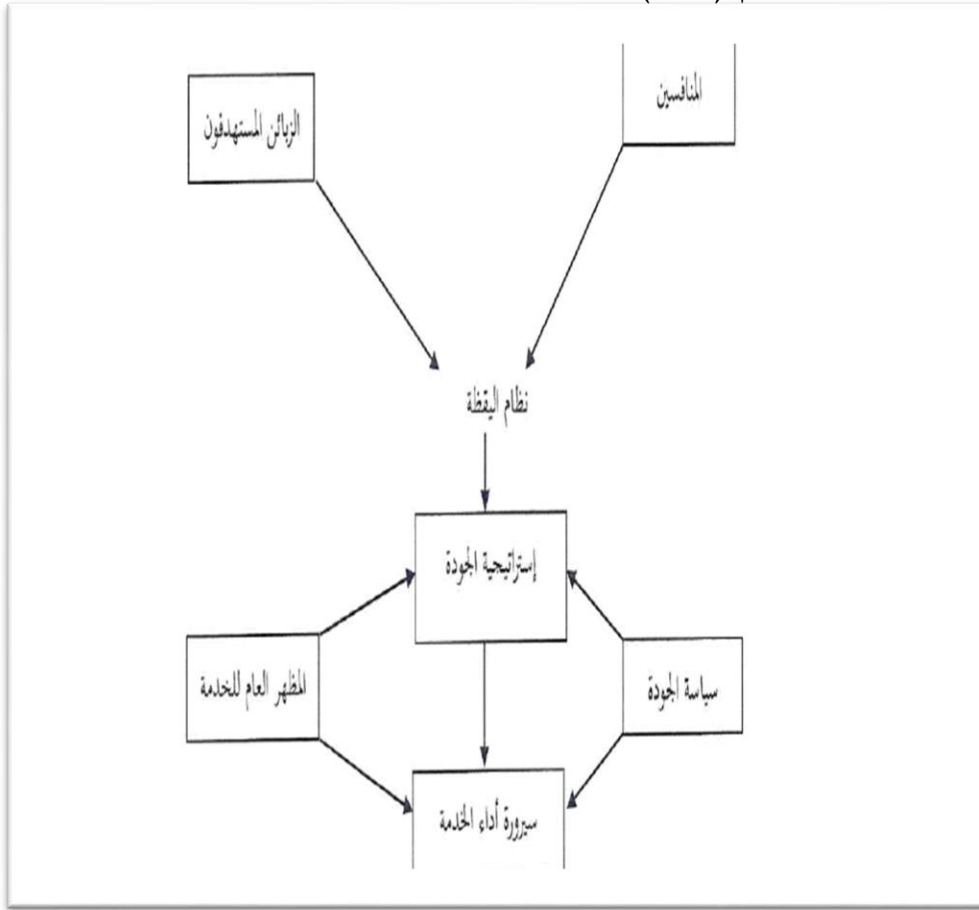 المنافسين
الزبائن المستهدفون
نظام اليقظة
إستراتيجية الجودة
سياسة الجودة
المظهر العام للخدمة
سيرورة أداء الخدمة